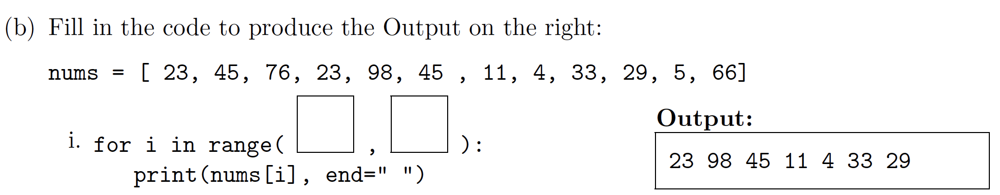 (b) Fill in the code to produce the Output on the right:
nums = [ 23, 45, 76, 23, 98, 45 , 11, 4, 33, 29, 5, 66]
i. for i in range( , ):
print(nums[i], end=" ")
Output:
23 98 45 11 4 33 29